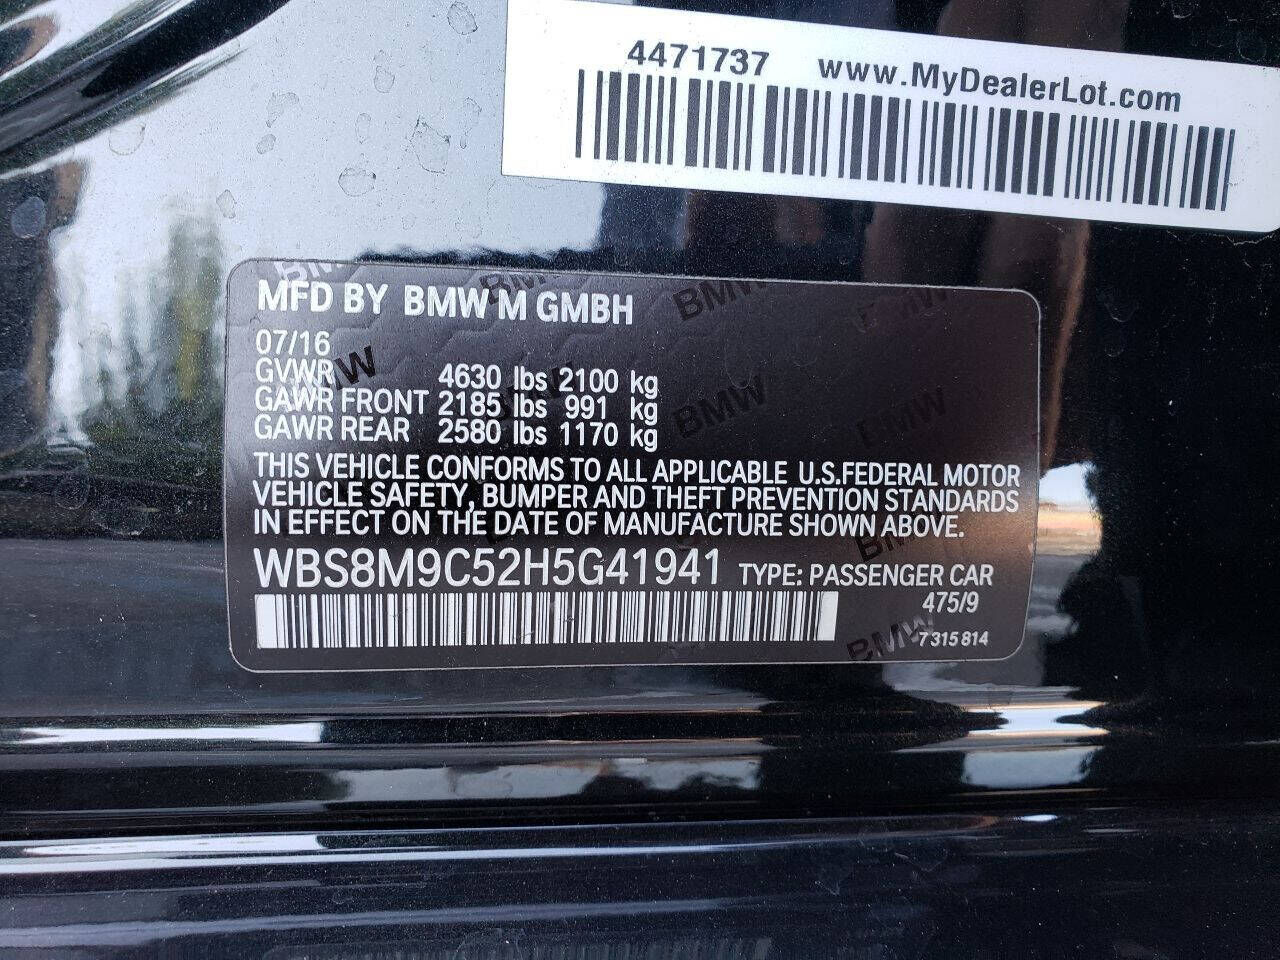 4471737 www.MyDealerLot.com
MFD BY BMW M GMBH
07/16
GVWR 4630 lbs 2100 kg
GAWR FRONT 2185 lbs 991 kg
GAWR REAR 2580 lbs 1170 kg
THIS VEHICLE CONFORMS TO ALL APPLICABLE U.S.FEDERAL MOTOR
VEHICLE SAFETY, BUMPER AND THEFT PREVENTION STANDARDS
IN EFFECT ON THE DATE OF MANUFACTURE SHOWN ABOVE.
WBS8M9C52H5G41941 TYPE: PASSENGER CAR
475/9
7 315 814